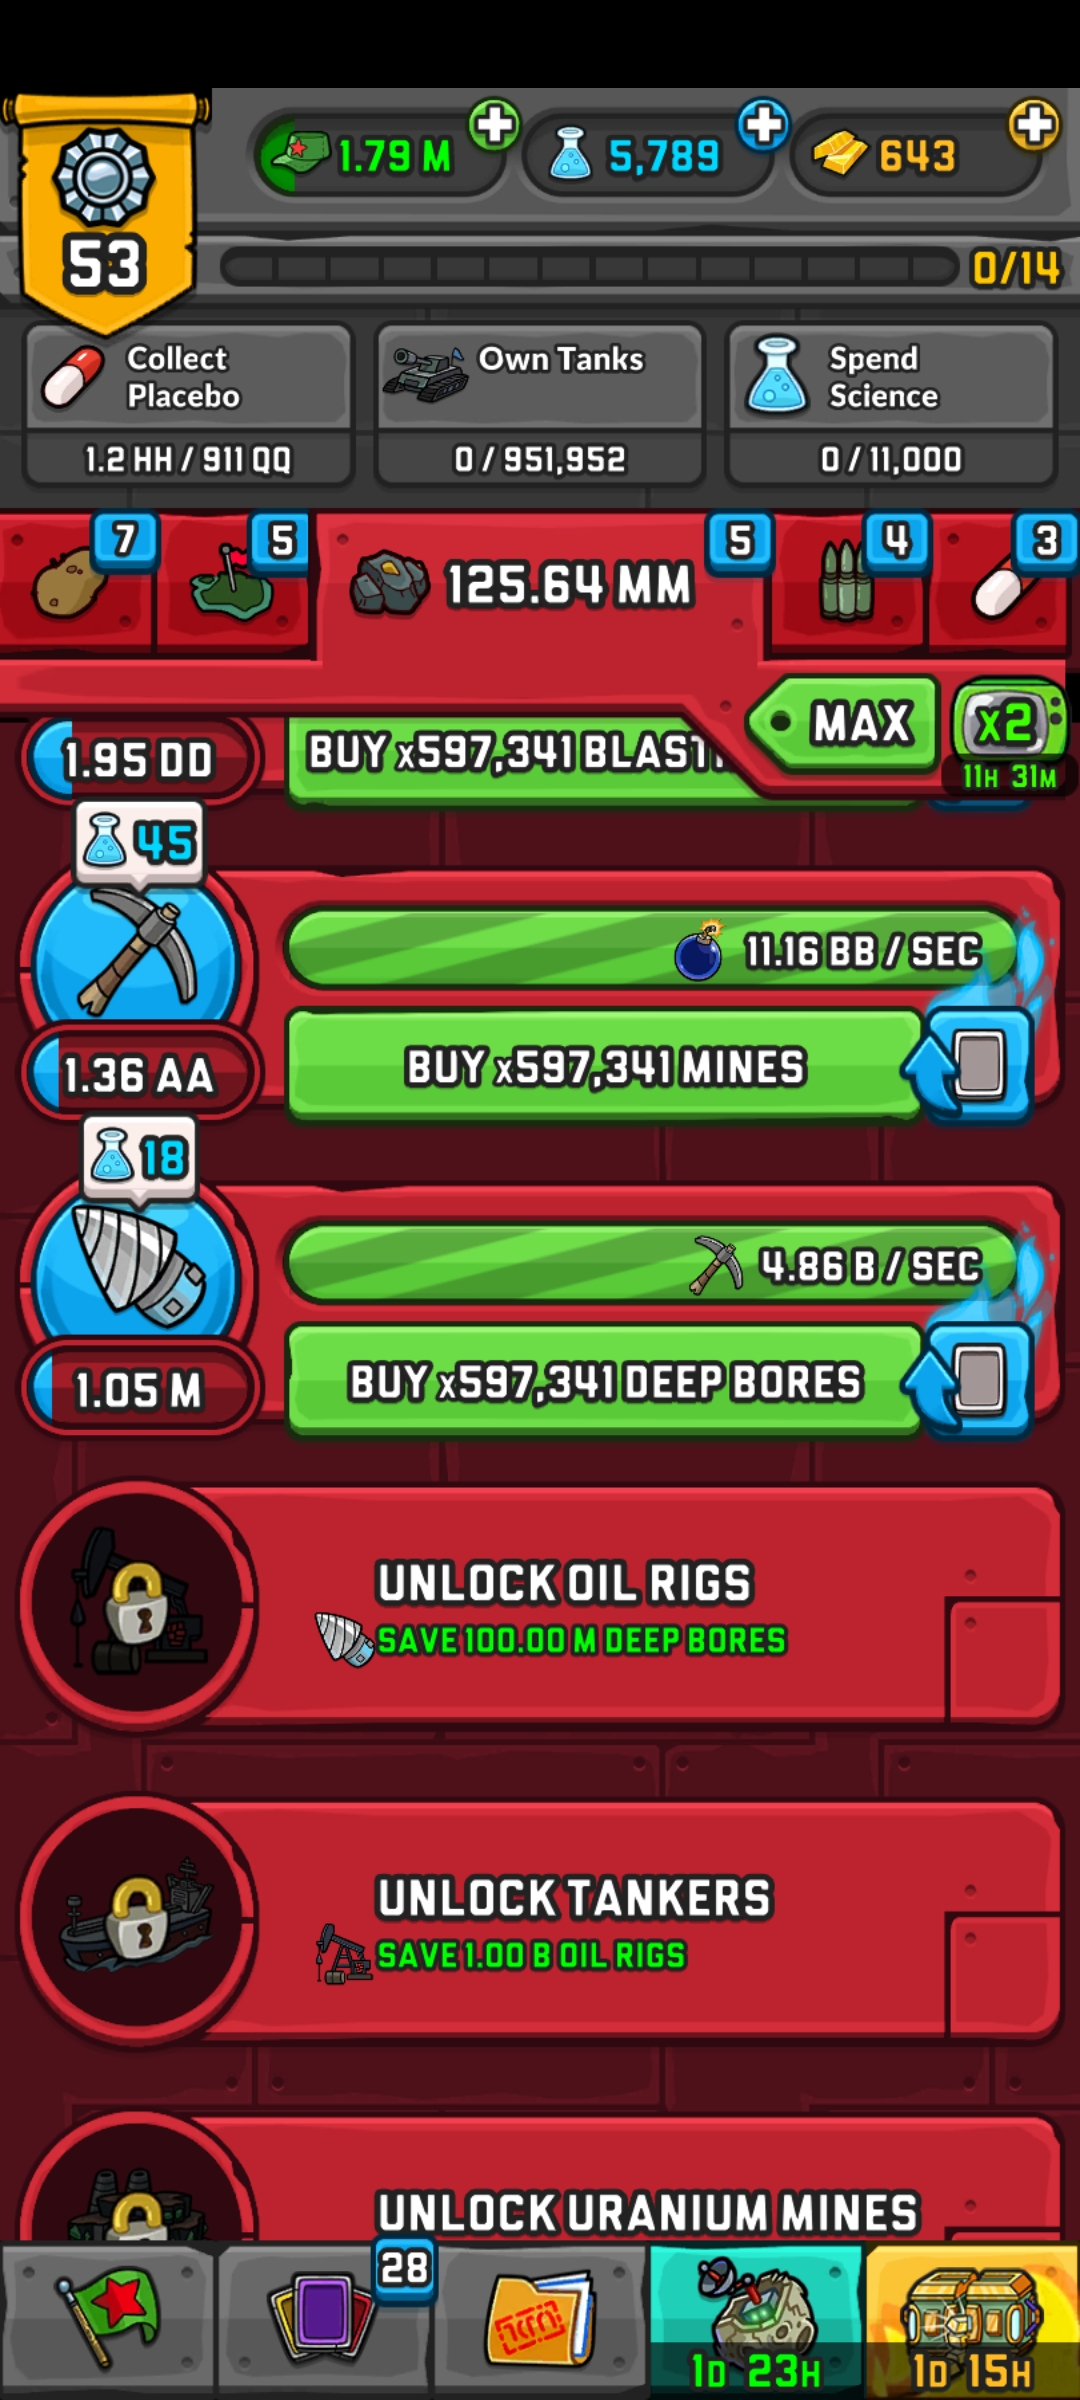 1.79 M
5,789
643
53
0/14
Collect
Placebo
1.2 HH / 911 QQ
Own Tanks
0 / 951,952
Spend
Science
0 / 11,000
7
5
125.64 MM
5
4
3
MAX
x2
11H 31M
1.95 DD
BUY x597,341
45
11.16 BB / SEC
1.36 AA
BUY x597,341 MINES
18
4.86 B / SEC
1.05 M
BUY x597,341 DEEP BORES
UNLOCK OIL RIGS
SAVE 100.00 M DEEP BORES
UNLOCK TANKERS
SAVE 1.00 B OIL RIGS
UNLOCK URANIUM MINES
28
1D 23H
1D 15H